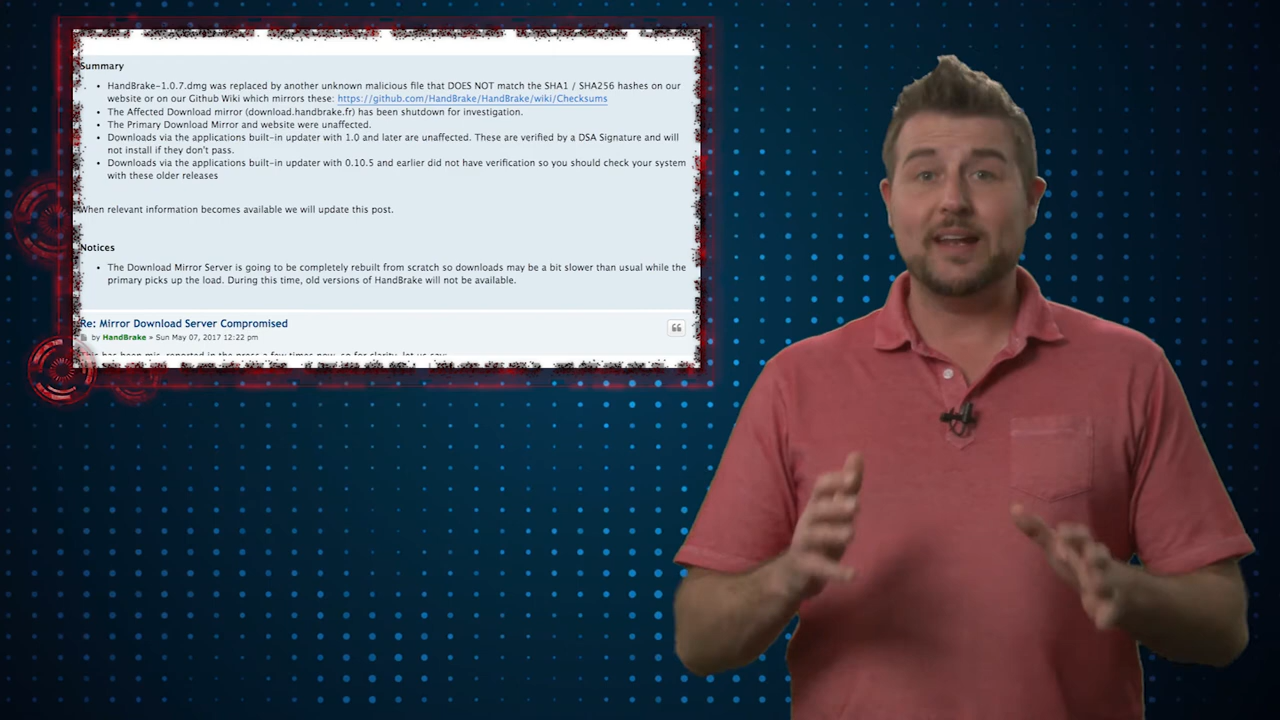 Summary
• HandBrake-1.0.7.dmg was replaced by another unknown malicious file that DOES NOT match the SHA1 / SHA256 hashes on our
website or on our Github Wiki which mirrors these: https://github.com/HandBrake/HandBrake/wiki/Checksums
• The Affected Download mirror (download.handbrake.fr) has been shutdown for investigation.
• The Primary Download Mirror and website were unaffected.
• Downloads via the applications built-in updater with 1.0 and later are unaffected. These are verified by a DSA Signature and will
not install if they don't pass.
• Downloads via the applications built-in updater with 0.10.5 and earlier did not have verification so you should check your system
with these older releases
When relevant information becomes available we will update this post.
Notices
• The Download Mirror Server is going to be completely rebuilt from scratch so downloads may be a bit slower than usual while the
primary picks up the load. During this time, old versions of HandBrake will not be available.
Re: Mirror Download Server Compromised
by HandBrake » Sun May 07, 2017 12:22 pm